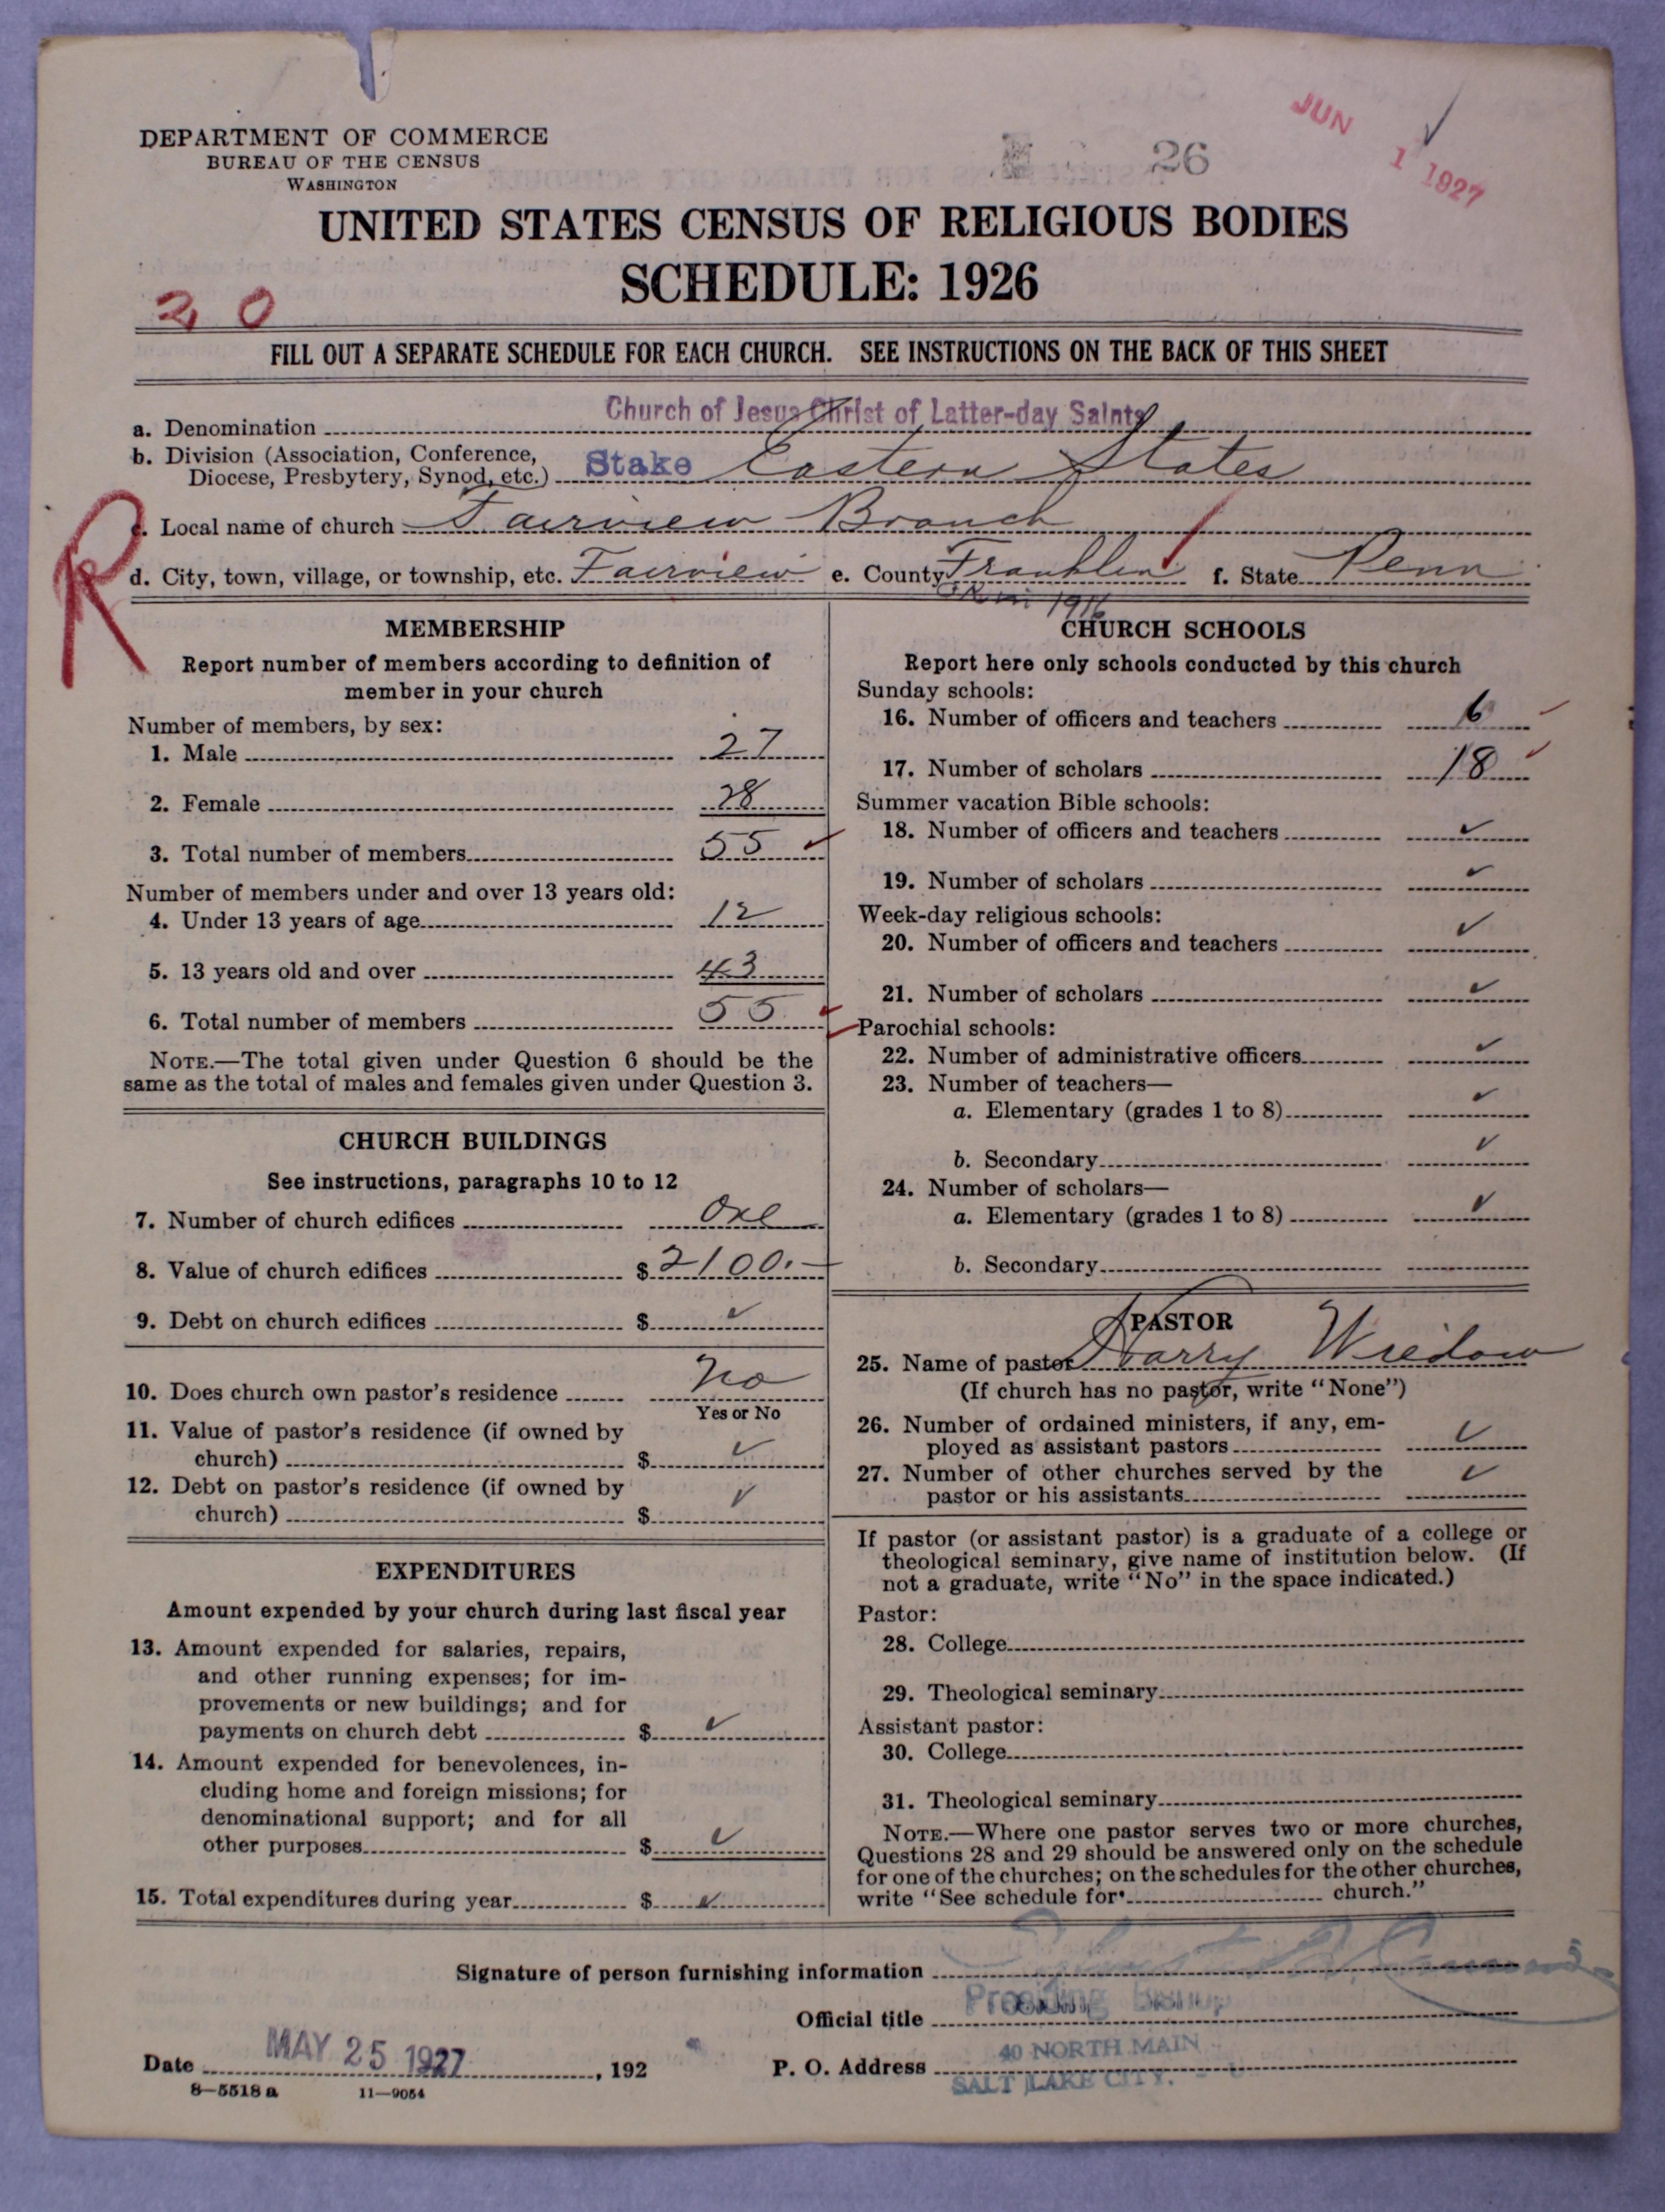 DEPARTMENT OF COMMERCE
BUREAU OF THE CENSUS
WASHINGTON
26
JUN 1 1927
UNITED STATES CENSUS OF RELIGIOUS BODIES
SCHEDULE: 1926
20
FILL OUT A SEPARATE SCHEDULE FOR EACH CHURCH. SEE INSTRUCTIONS ON THE BACK OF THIS SHEET
a. Denomination Church of Jesus Christ of Latter-day Saints
b. Division (Association, Conference,
Diocese, Presbytery, Synod, etc.) Stake Eastern States
R
c. Local name of church Fairview Branch
d. City, town, village, or township, etc. Fairview e. County Franklin f. State Penn
1916
MEMBERSHIP
Report number of members according to definition of
member in your church
Number of members, by sex:
1. Male 27
2. Female 28
3. Total number of members 55
Number of members under and over 13 years old:
4. Under 13 years of age 12
5. 13 years old and over 43
6. Total number of members 55
NOTE.—The total given under Question 6 should be the
same as the total of males and females given under Question 3.
CHURCH BUILDINGS
See instructions, paragraphs 10 to 12
7. Number of church edifices One
8. Value of church edifices $ 2100.—
9. Debt on church edifices $ ✓
10. Does church own pastor's residence No
Yes or No
11. Value of pastor's residence (if owned by
church) $ ✓
12. Debt on pastor's residence (if owned by
church) $ ✓
EXPENDITURES
Amount expended by your church during last fiscal year
13. Amount expended for salaries, repairs,
and other running expenses; for im-
provements or new buildings; and for
payments on church debt $ ✓
14. Amount expended for benevolences, in-
cluding home and foreign missions; for
denominational support; and for all
other purposes $ ✓
15. Total expenditures during year $ ✓
CHURCH SCHOOLS
Report here only schools conducted by this church
Sunday schools:
16. Number of officers and teachers 6
17. Number of scholars 18
Summer vacation Bible schools:
18. Number of officers and teachers ✓
19. Number of scholars ✓
Week-day religious schools:
20. Number of officers and teachers ✓
21. Number of scholars ✓
Parochial schools:
22. Number of administrative officers ✓
23. Number of teachers—
a. Elementary (grades 1 to 8) ✓
b. Secondary ✓
24. Number of scholars—
a. Elementary (grades 1 to 8) ✓
b. Secondary
PASTOR
25. Name of pastor Harry Wiedow
(If church has no pastor, write "None")
26. Number of ordained ministers, if any, em-
ployed as assistant pastors ✓
27. Number of other churches served by the
pastor or his assistants ✓
If pastor (or assistant pastor) is a graduate of a college or
theological seminary, give name of institution below. (If
not a graduate, write "No" in the space indicated.)
Pastor:
28. College
29. Theological seminary
Assistant pastor:
30. College
31. Theological seminary
NOTE.—Where one pastor serves two or more churches,
Questions 28 and 29 should be answered only on the schedule
for one of the churches; on the schedules for the other churches,
write "See schedule for church."
Signature of person furnishing information
Official title Presiding Bishop
Date MAY 25 1927, 192
P. O. Address 40 NORTH MAIN
SALT LAKE CITY.
8—5518 a 11—9054